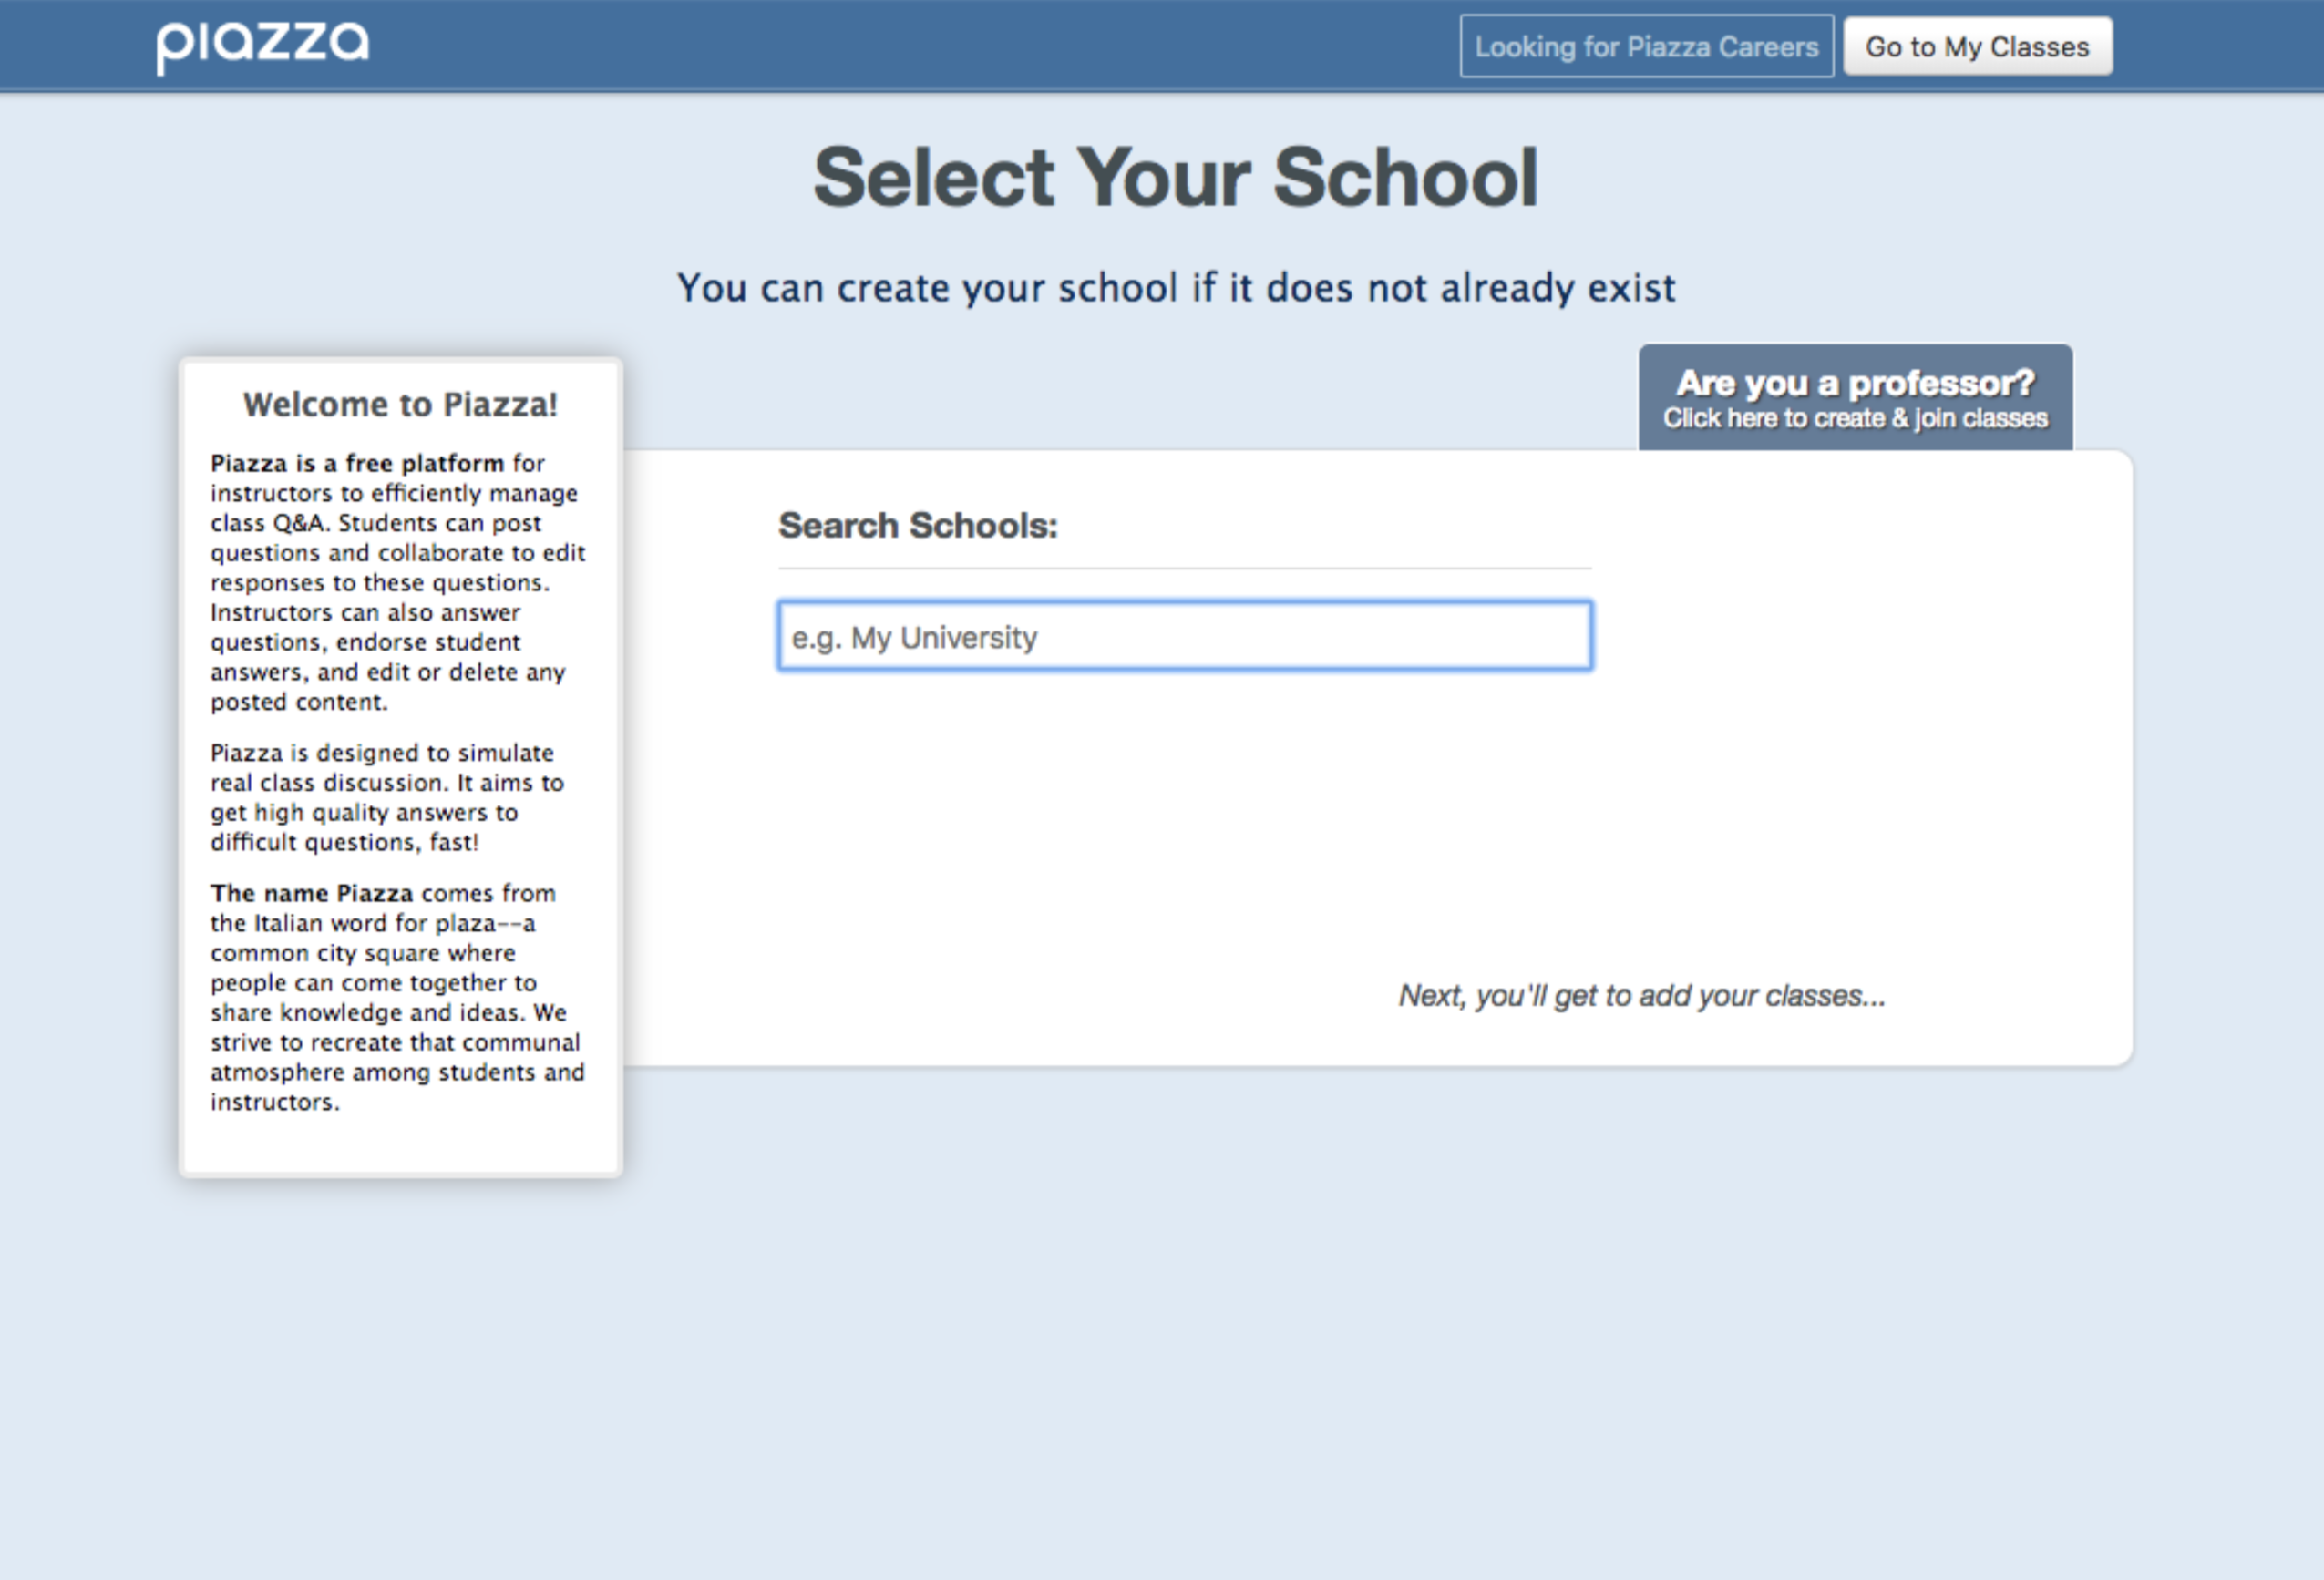 piazza
Looking for Piazza Careers
Go to My Classes
Select Your School
You can create your school if it does not already exist
Welcome to Piazza!
Piazza is a free platform for
instructors to efficiently manage
class Q&A. Students can post
questions and collaborate to edit
responses to these questions.
Instructors can also answer
questions, endorse student
answers, and edit or delete any
posted content.
Piazza is designed to simulate
real class discussion. It aims to
get high quality answers to
difficult questions, fast!
The name Piazza comes from
the Italian word for plaza--a
common city square where
people can come together to
share knowledge and ideas. We
strive to recreate that communal
atmosphere among students and
instructors.
Are you a professor?
Click here to create & join classes
Search Schools:
e.g. My University
Next, you'll get to add your classes...